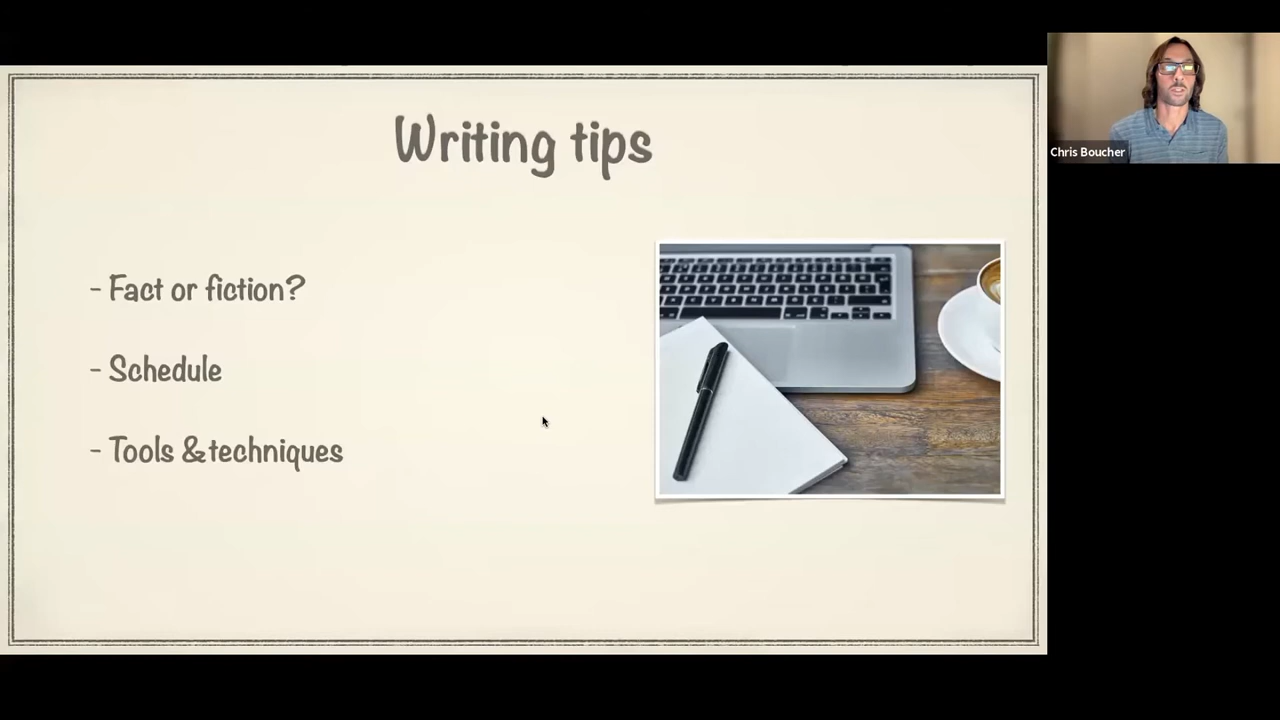 Writing tips
- Fact or fiction?
- Schedule
- Tools & techniques
Chris Boucher